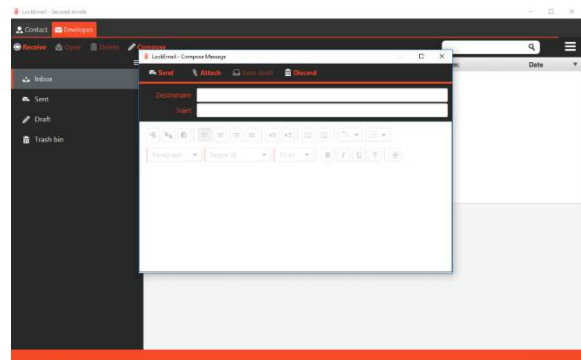 LockEmail - Secured emails
Contact Envelopes
Receive Open Delete Compose
Date
Inbox
Sent
Draft
Trash bin
LockEmail - Compose Message
Send Attach Save draft Discard
Destinataire
Sujet
Paragraph Segoe UI 10 pt B I U